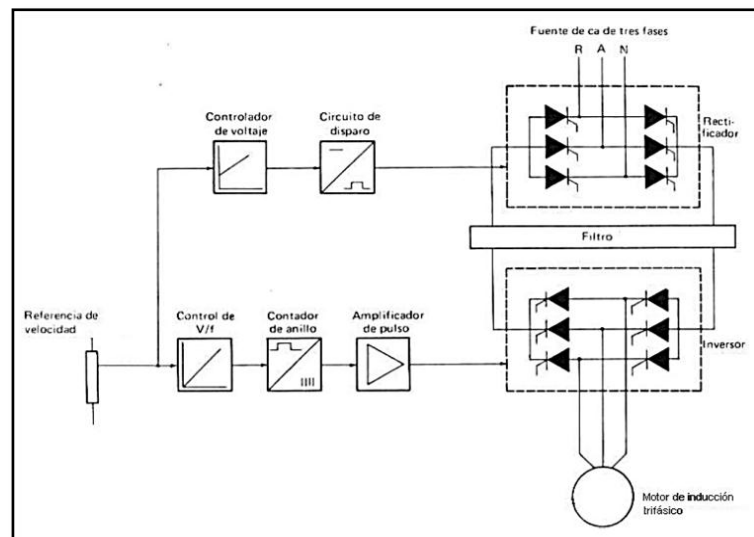 Fuente de ca de tres fases
R A N
Controlador
de voltaje
Circuito de
disparo
Recti-
ficador
Filtro
Referencia de
velocidad
Control de
V/f
Contador
de anillo
Amplificador
de pulso
Inversor
Motor de inducción
trifásico